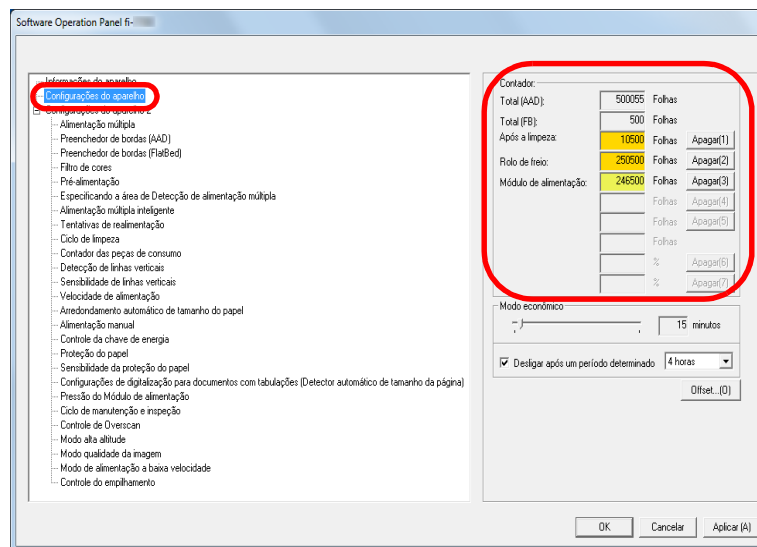 Software Operation Panel fi-
Informações do aparelho
Configurações do aparelho
Configurações do aparelho 2
Alimentação múltipla
Preenchedor de bordas (AAD)
Preenchedor de bordas (FlatBed)
Filtro de cores
Pré-alimentação
Especificando a área de Detecção de alimentação múltipla
Alimentação múltipla inteligente
Tentativas de realimentação
Ciclo de limpeza
Contador das peças de consumo
Detecção de linhas verticais
Sensibilidade de linhas verticais
Velocidade de alimentação
Arredondamento automático de tamanho do papel
Alimentação manual
Controle da chave de energia
Proteção do papel
Sensibilidade da proteção do papel
Configurações de digitalização para documentos com tabulações (Detector automático de tamanho da página)
Pressão do Módulo de alimentação
Ciclo de manutenção e inspeção
Controle de Overscan
Modo alta altitude
Modo qualidade da imagem
Modo de alimentação a baixa velocidade
Controle do empilhamento
Contador:
Total (AAD): 500055 Folhas
Total (FB): 500 Folhas
Após a limpeza: 10500 Folhas Apagar(1)
Rolo de freio: 250500 Folhas Apagar(2)
Módulo de alimentação: 246500 Folhas Apagar(3)
Folhas Apagar(4)
Folhas Apagar(5)
Folhas
% Apagar(6)
% Apagar(7)
Modo econômico
15 minutos
Desligar após um período determinado 4 horas
Offset...(O)
OK Cancelar Aplicar (A)